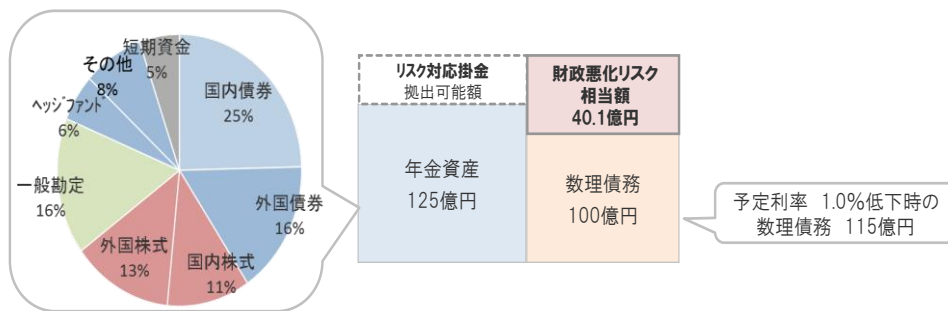 短期資金
5%
その他
8%
ヘッジファンド
6%
一般勘定
16%
外国株式
13%
国内株式
11%
外国債券
16%
国内債券
25%
リスク対応掛金
拠出可能額
年金資産
125億円
財政悪化リスク
相当額
40.1億円
数理債務
100億円
予定利率 1.0%低下時の
数理債務 115億円